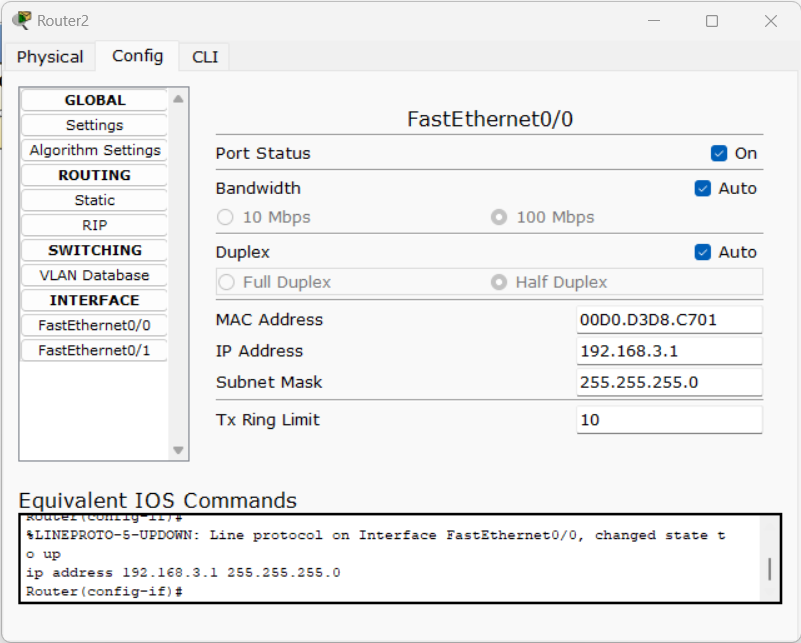 Router2
Physical Config CLI
GLOBAL
Settings
Algorithm Settings
ROUTING
Static
RIP
SWITCHING
VLAN Database
INTERFACE
FastEthernet0/0
FastEthernet0/1
FastEthernet0/0
Port Status On
Bandwidth Auto
10 Mbps 100 Mbps
Duplex Auto
Full Duplex Half Duplex
MAC Address 00D0.D3D8.C701
IP Address 192.168.3.1
Subnet Mask 255.255.255.0
Tx Ring Limit 10
Equivalent IOS Commands
Router(config-if)#
%LINEPROTO-5-UPDOWN: Line protocol on Interface FastEthernet0/0, changed state t
o up
ip address 192.168.3.1 255.255.255.0
Router(config-if)#